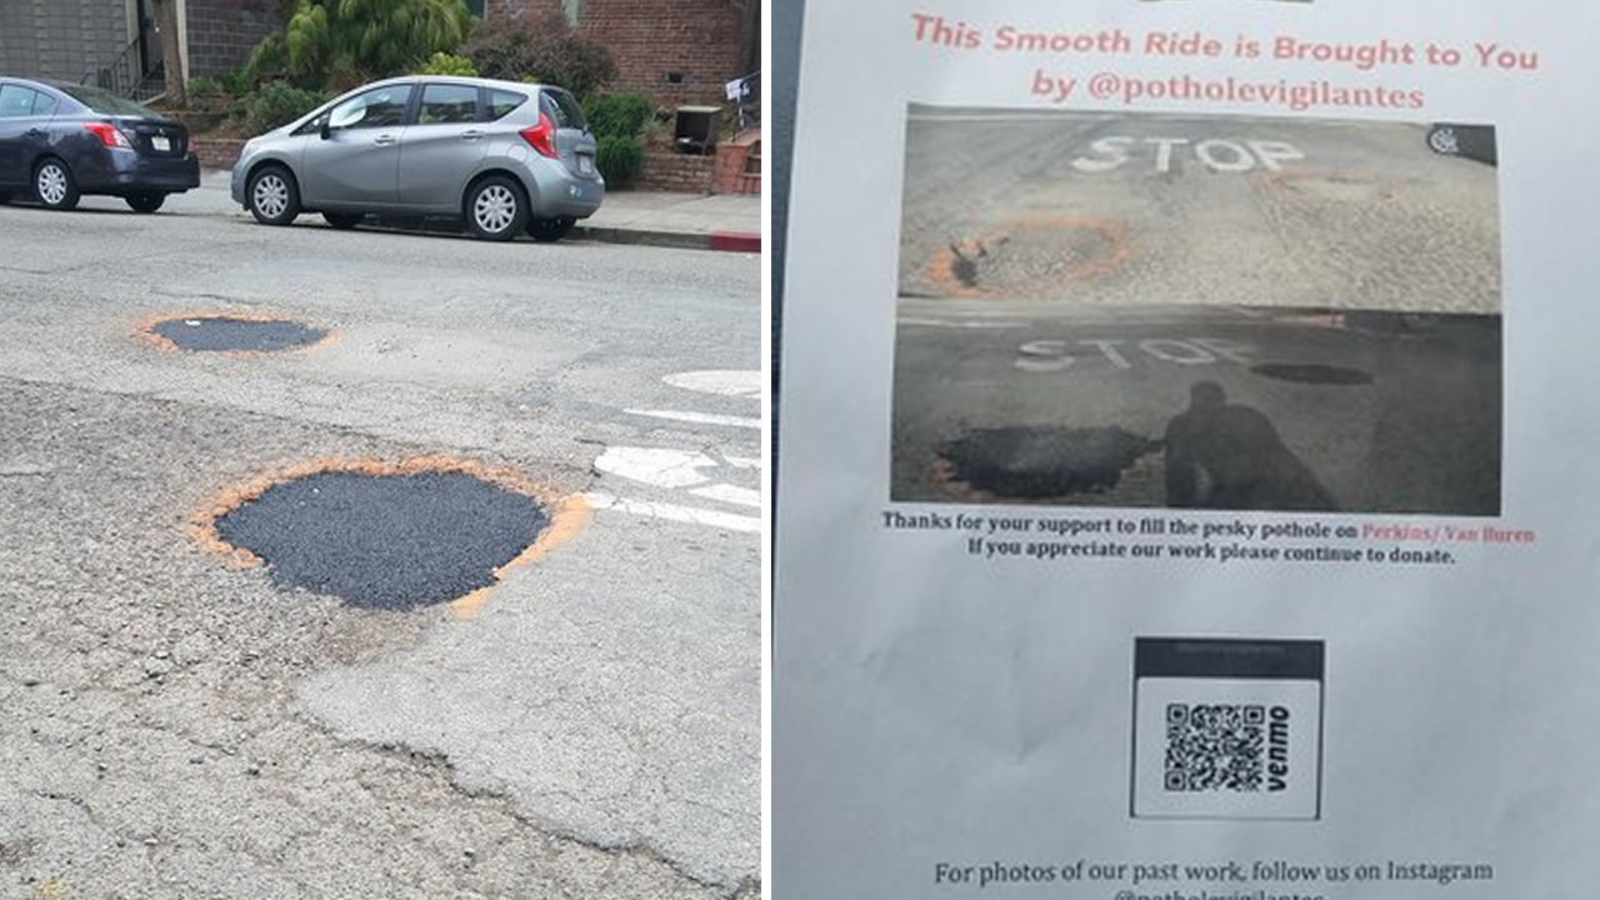 This Smooth Ride is Brought to You
by @potholevigilantes
STOP
STOP
Thanks for your support to fill the pesky pothole on Perkins/ Van Buren
If you appreciate our work please continue to donate.
venmo
For photos of our past work, follow us on Instagram
@potholevigilantes